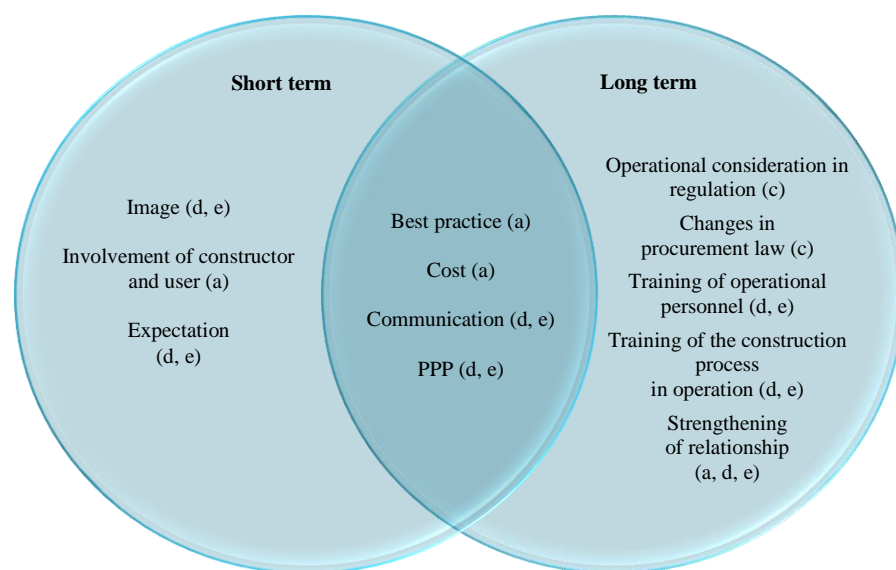 Short term
Image (d, e)
Involvement of constructor
and user (a)
Expectation
(d, e)
Best practice (a)
Cost (a)
Communication (d, e)
PPP (d, e)
Long term
Operational consideration in
regulation (c)
Changes in
procurement law (c)
Training of operational
personnel (d, e)
Training of the construction
process
in operation (d, e)
Strengthening
of relationship
(a, d, e)